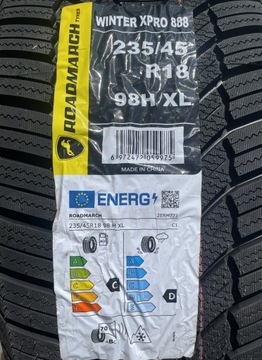 ROADMARCH
TYRES
WINTER XPRO 888
235/45
R18
98H/XL
MADE IN CHINA
ENERG
ROADMARCH
235/45R18 98 H XL
C1
A
B
C
D
E
C
A
B
C
D
E
D
70